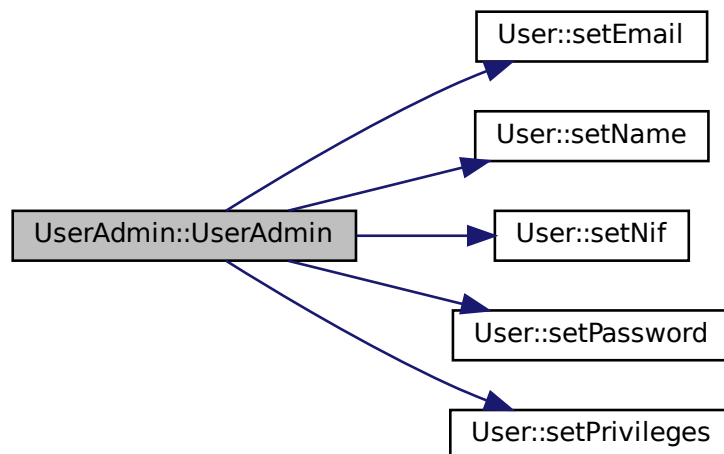 User::setEmail
User::setName
UserAdmin::UserAdmin
User::setNif
User::setPassword
User::setPrivileges